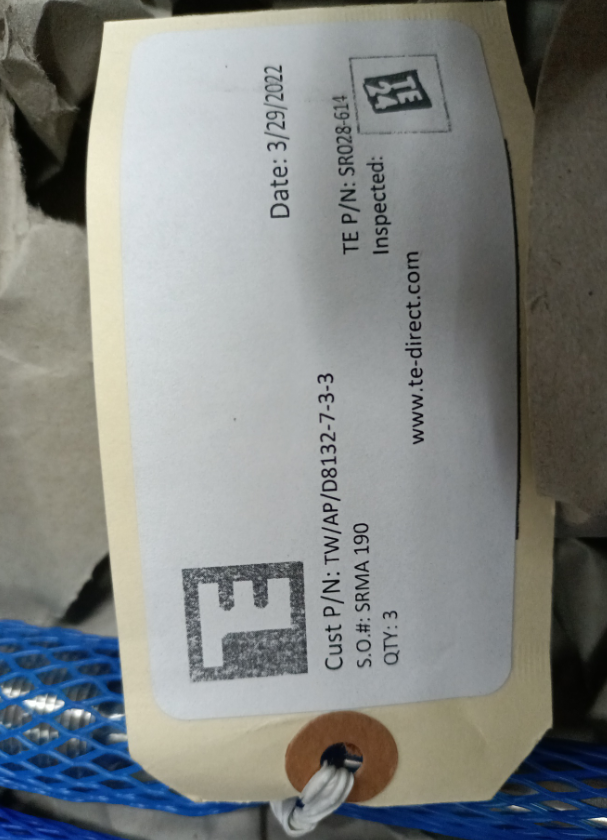 TE
Date: 3/29/2022
Cust P/N: TW/AP/D8132-7-3-3
TE P/N: SR028-614
S.O.#: SRMA 190
Inspected:
TE
24
QTY: 3
www.te-direct.com